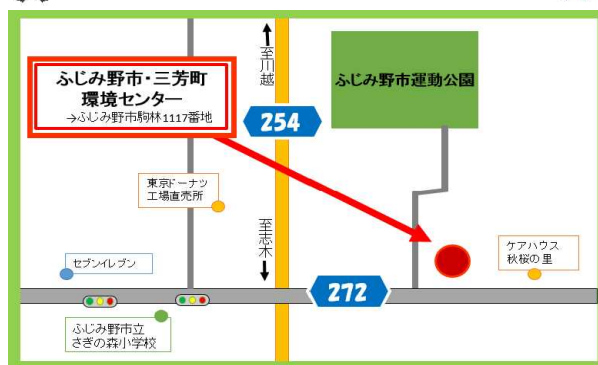 至川越
ふじみ野市・三芳町
環境センター
→ふじみ野市駒林1117番地
ふじみ野市運動公園
254
東京ドーナツ
工場直売所
至志木
ケアハウス
秋桜の里
セブンイレブン
272
ふじみ野市立
さぎの森小学校